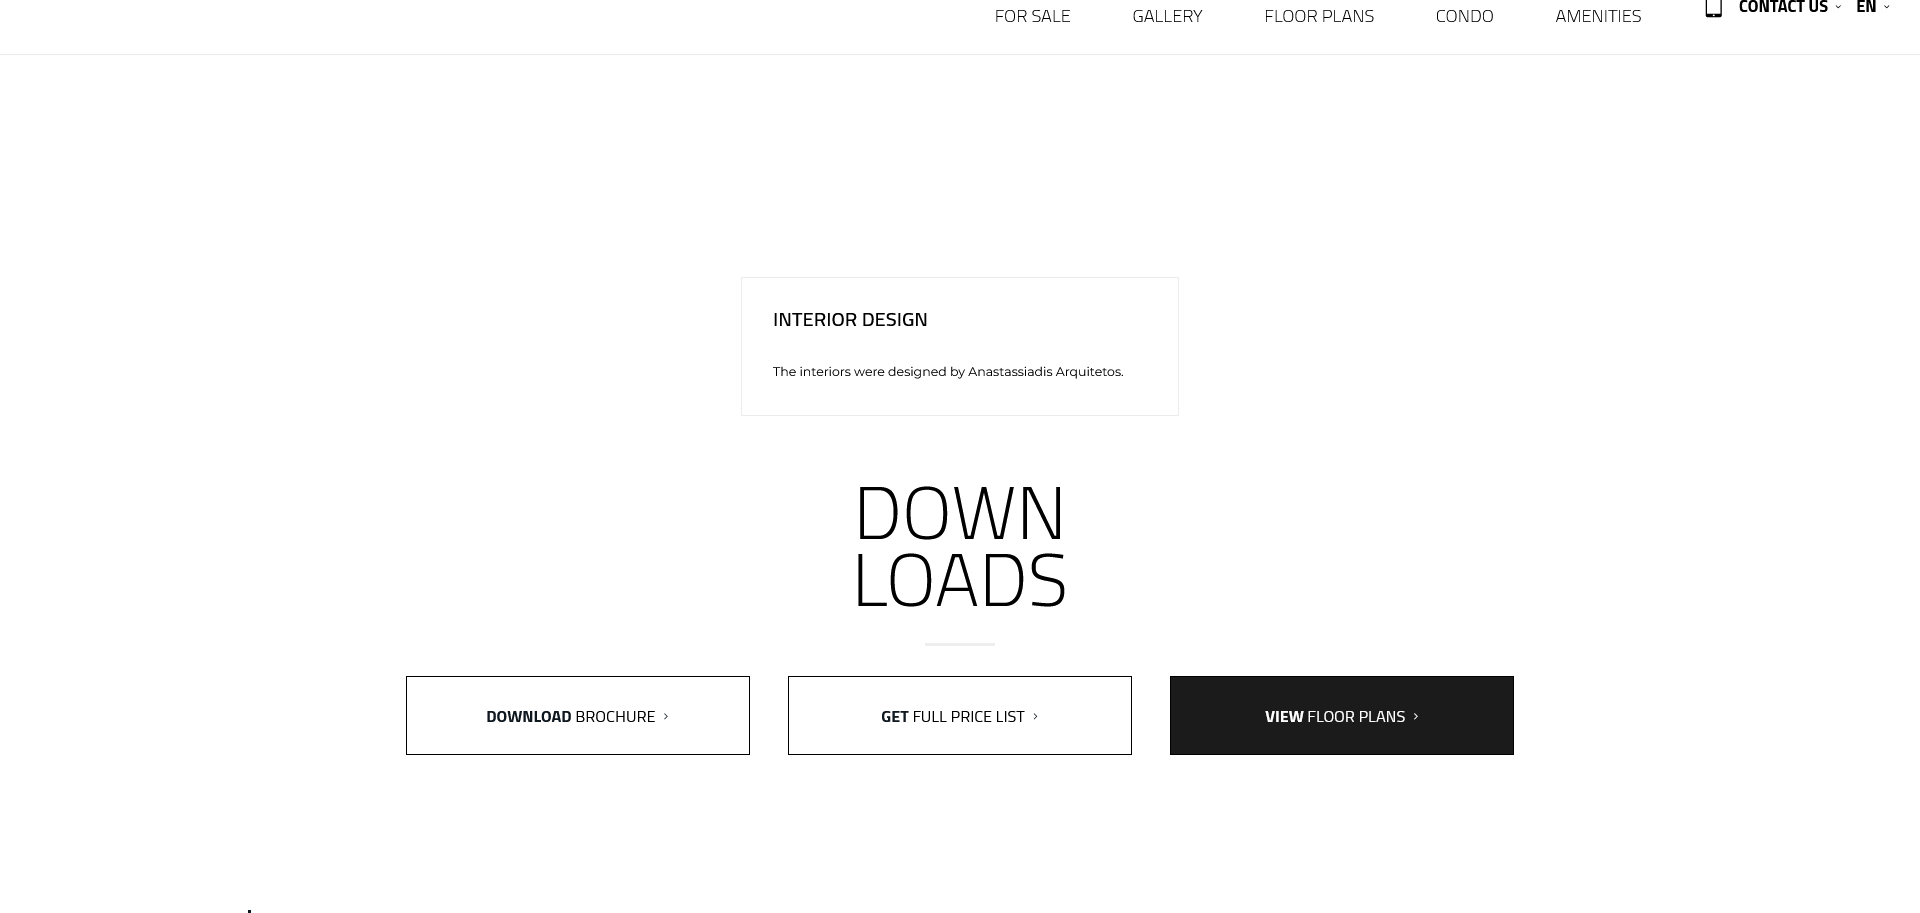 FOR SALE GALLERY FLOOR PLANS CONDO AMENITIES CONTACT US EN
INTERIOR DESIGN
The interiors were designed by Anastassiadis Arquitetos.
DOWN
LOADS
DOWNLOAD BROCHURE
GET FULL PRICE LIST
VIEW FLOOR PLANS